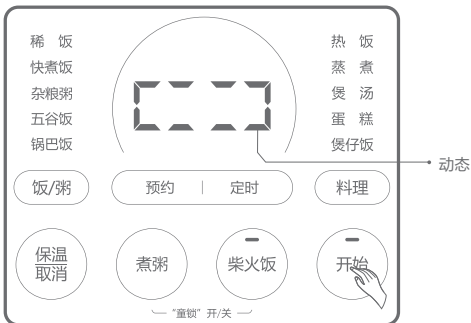 稀 饭
快煮饭
杂粮粥
五谷饭
锅巴饭
热 饭
蒸 煮
煲 汤
蛋 糕
煲仔饭
动态
饭/粥
预约 | 定时
料理
保温
取消
煮粥
柴火饭
开始
“童锁” 开/关